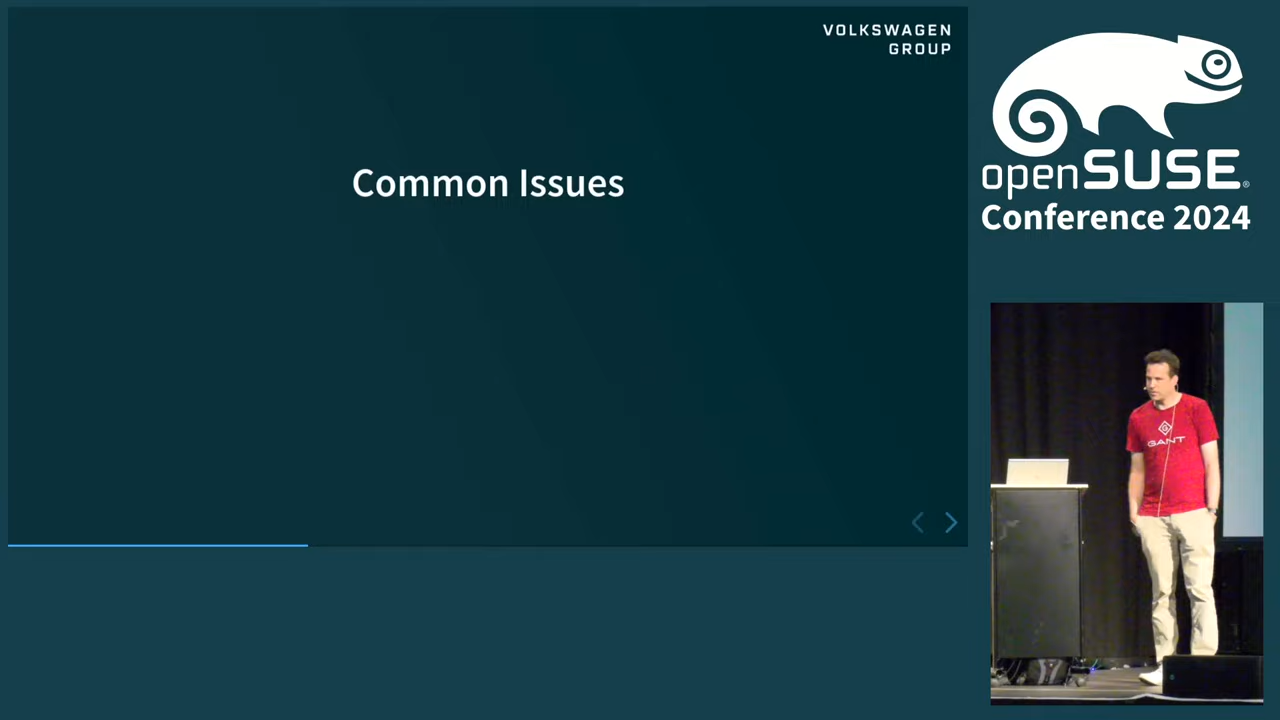 VOLKSWAGEN
GROUP
Common Issues
openSUSE®
Conference 2024
GANT